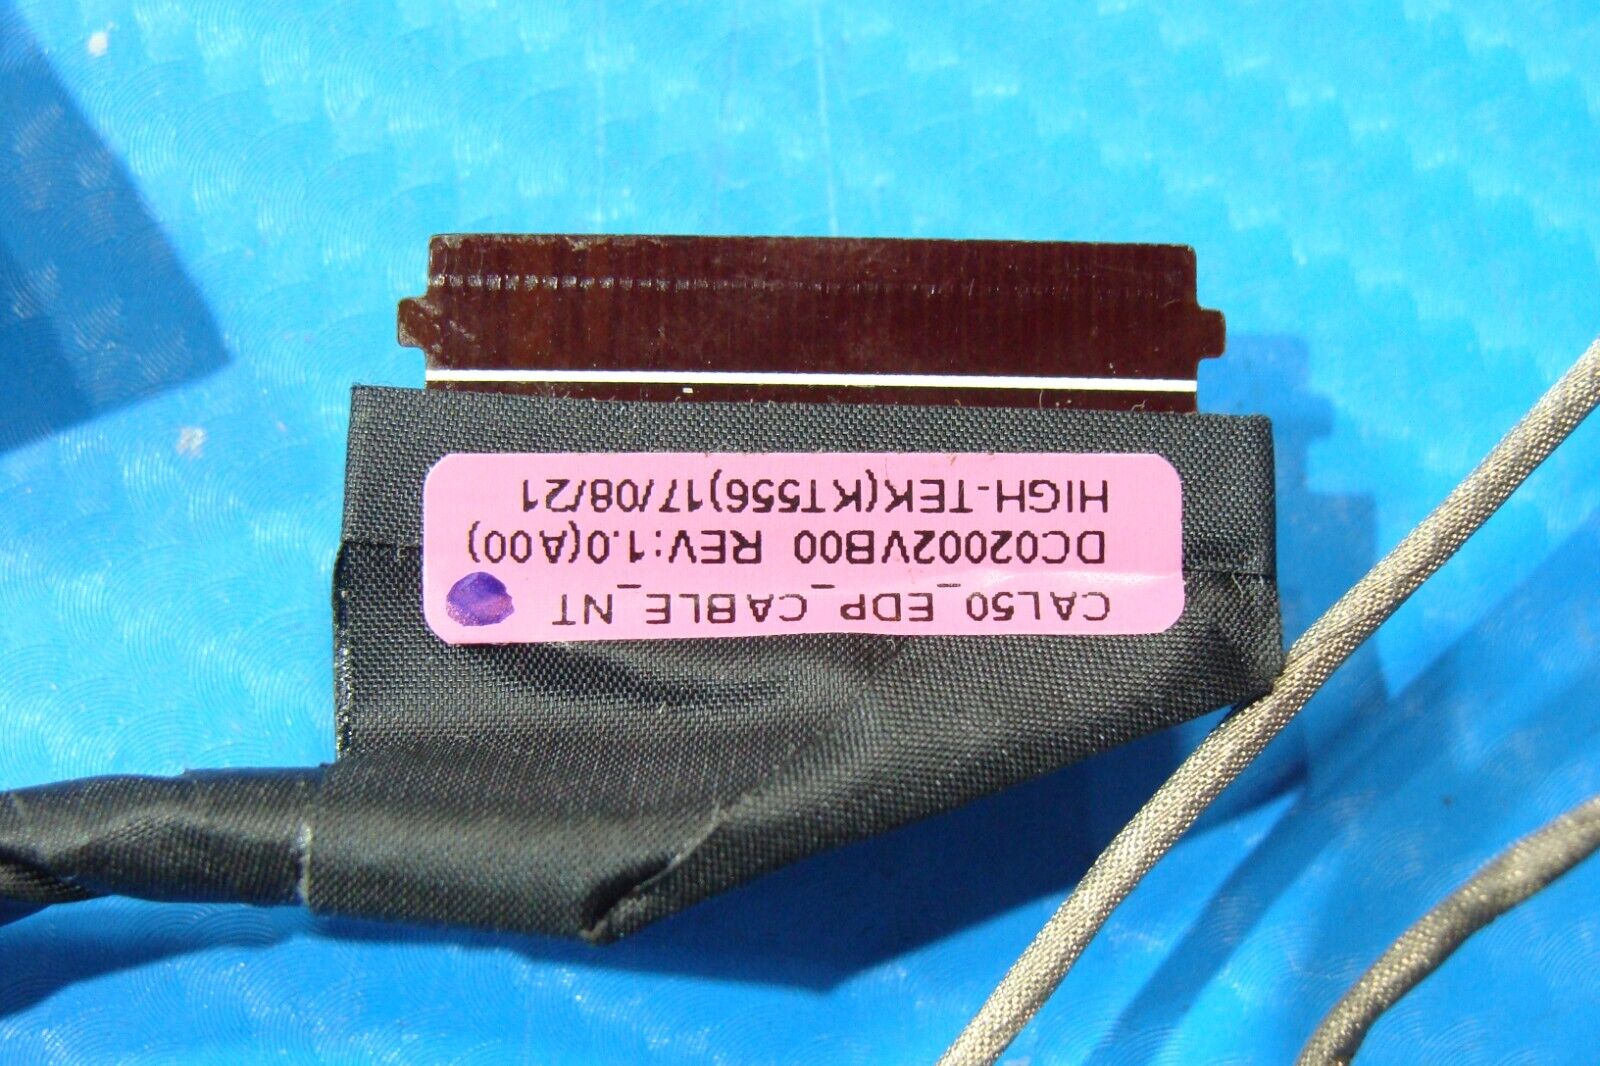 CAL50_EDP_CABLE_NT
DC02002VB00 REV:1.0(A00)
HIGH-TEK(KT556)17/08/21